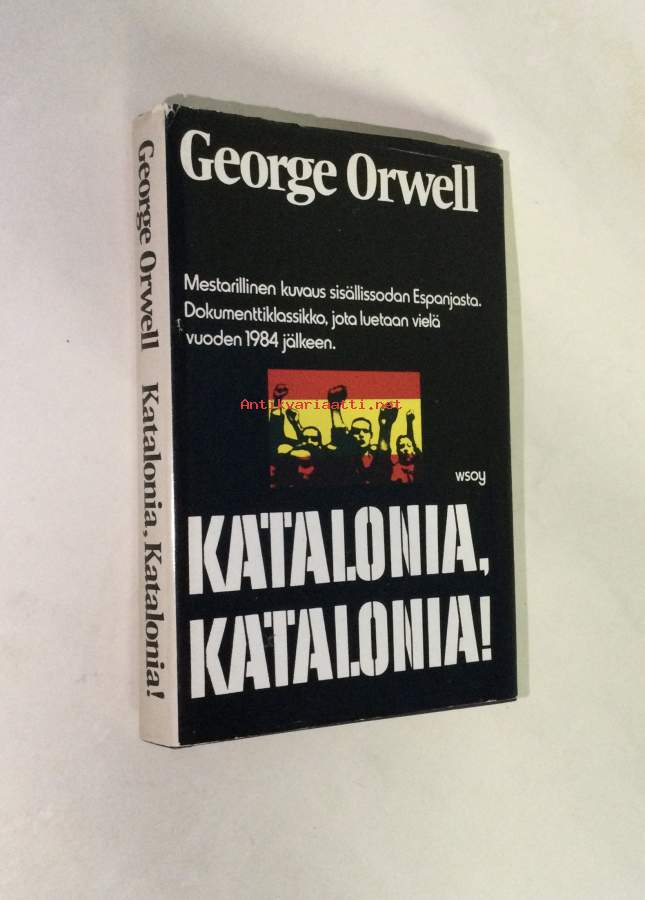 George Orwell
Katalonia, Katalonia!
George Orwell
Mestarillinen kuvaus sisällissodan Espanjasta.
Dokumenttiklassikko, jota luetaan vielä
vuoden 1984 jälkeen.
Antikvariaatti.net
wsoy
KATALONIA,
KATALONIA!